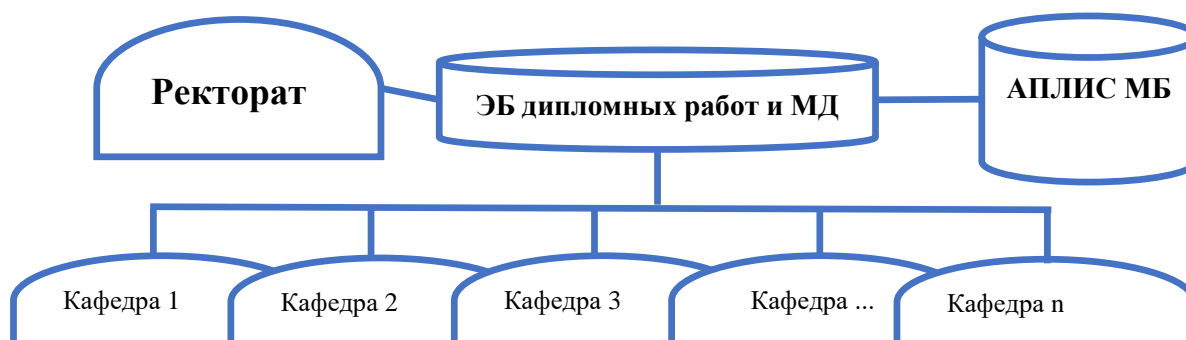 Ректорат
ЭБ дипломных работ и МД
АПЛИС МБ
Кафедра 1
Кафедра 2
Кафедра 3
Кафедра ...
Кафедра n